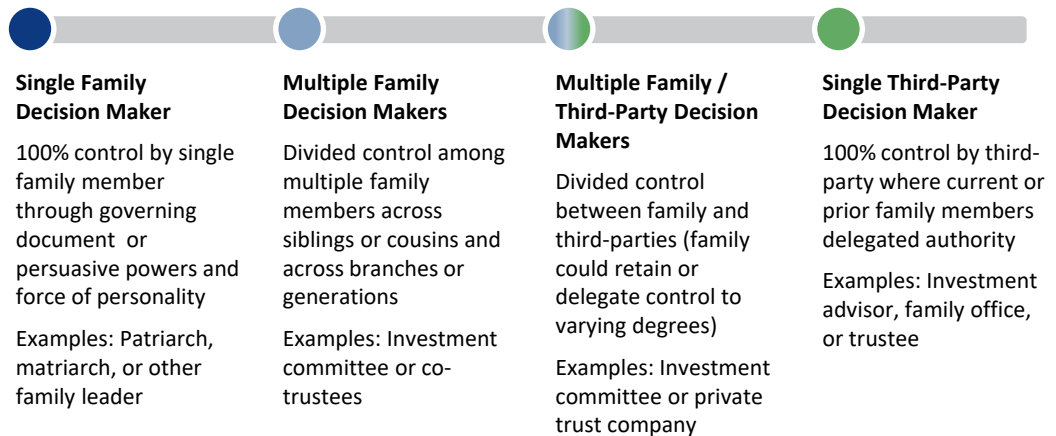 Single Family
Decision Maker
100% control by single
family member
through governing
document  or
persuasive powers and
force of personality
Examples: Patriarch,
matriarch, or other
family leader
Multiple Family
Decision Makers
Divided control among
multiple family
members across
siblings or cousins and
across branches or
generations
Examples: Investment
committee or co-
trustees
Multiple Family /
Third-Party Decision
Makers
Divided control
between family and
third-parties (family
could retain or
delegate control to
varying degrees)
Examples: Investment
committee or private
trust company
Single Third-Party
Decision Maker
100% control by third-
party where current or
prior family members
delegated authority
Examples: Investment
advisor, family office,
or trustee